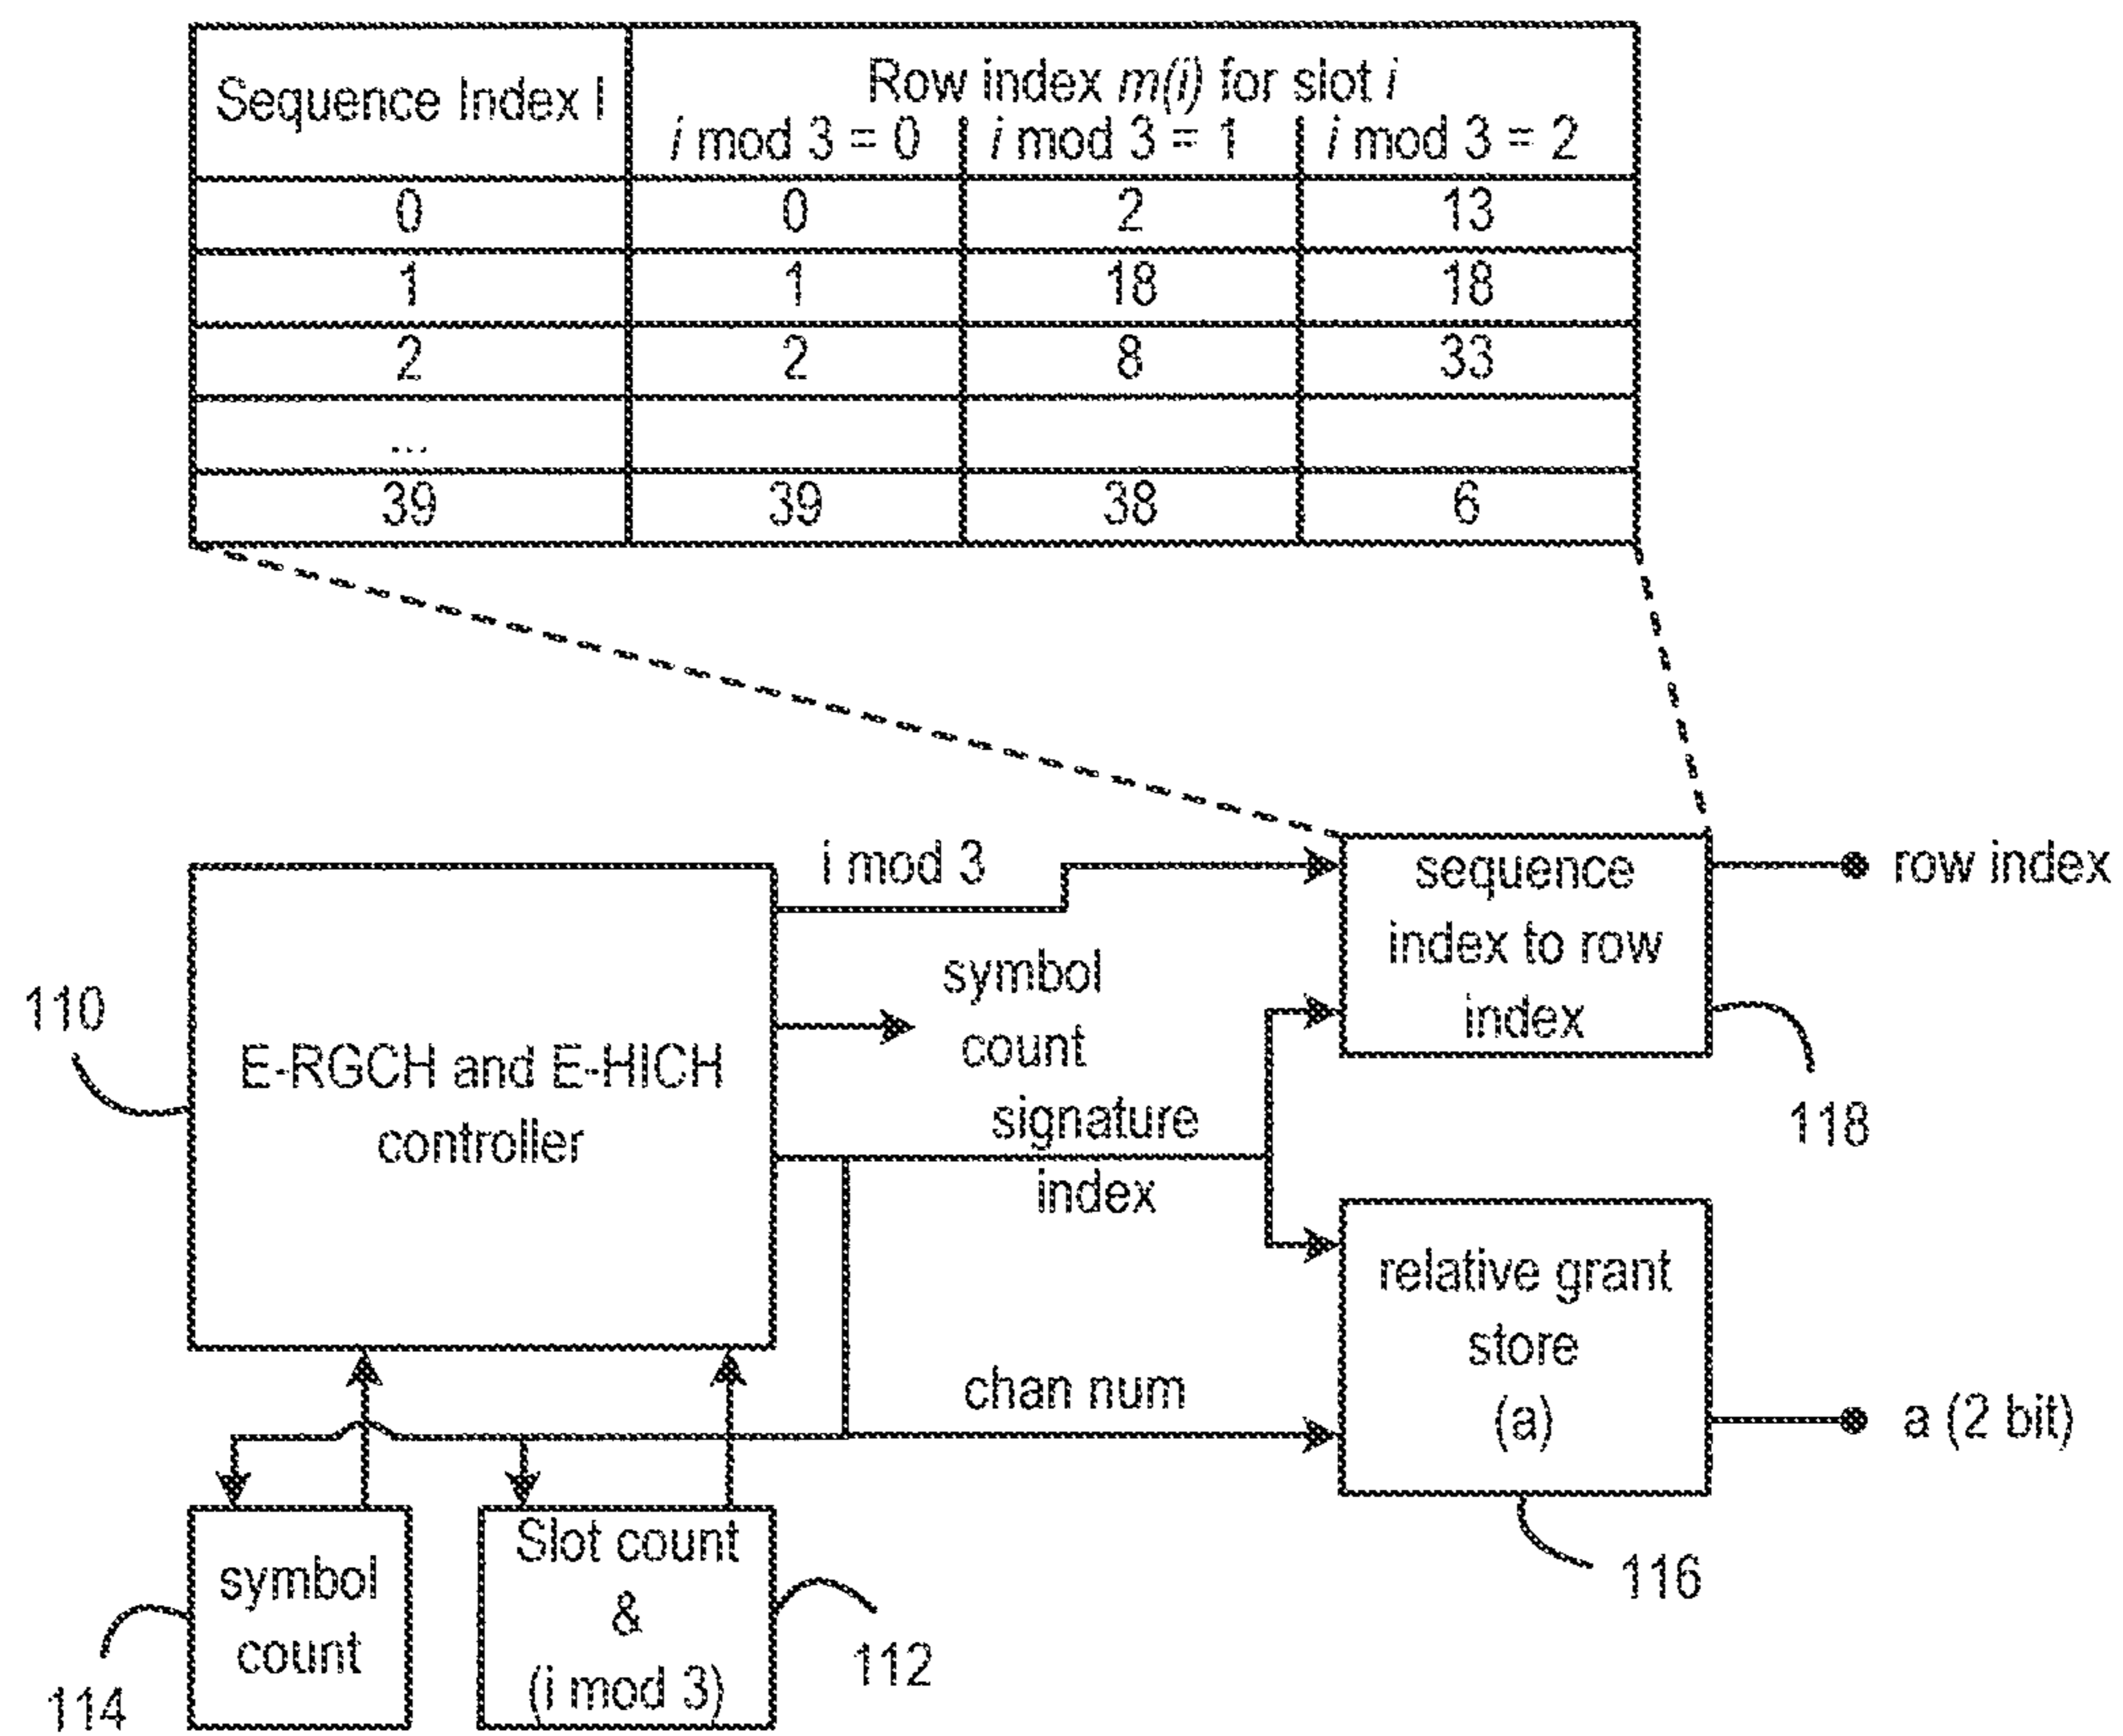 Sequence Index I
Row index m(i) for slot i
i mod 3 = 0 i mod 3 = 1 i mod 3 = 2
0 0 2 13
1 1 18 18
2 2 8 33
...
39 39 38 6
i mod 3
symbol
count
signature
index
chan num
110
E-RGCH and E-HICH
controller
sequence
index to row
index
row index
118
relative grant
store
(a)
a (2 bit)
116
symbol
count
114
Slot count
&
(i mod 3)
112